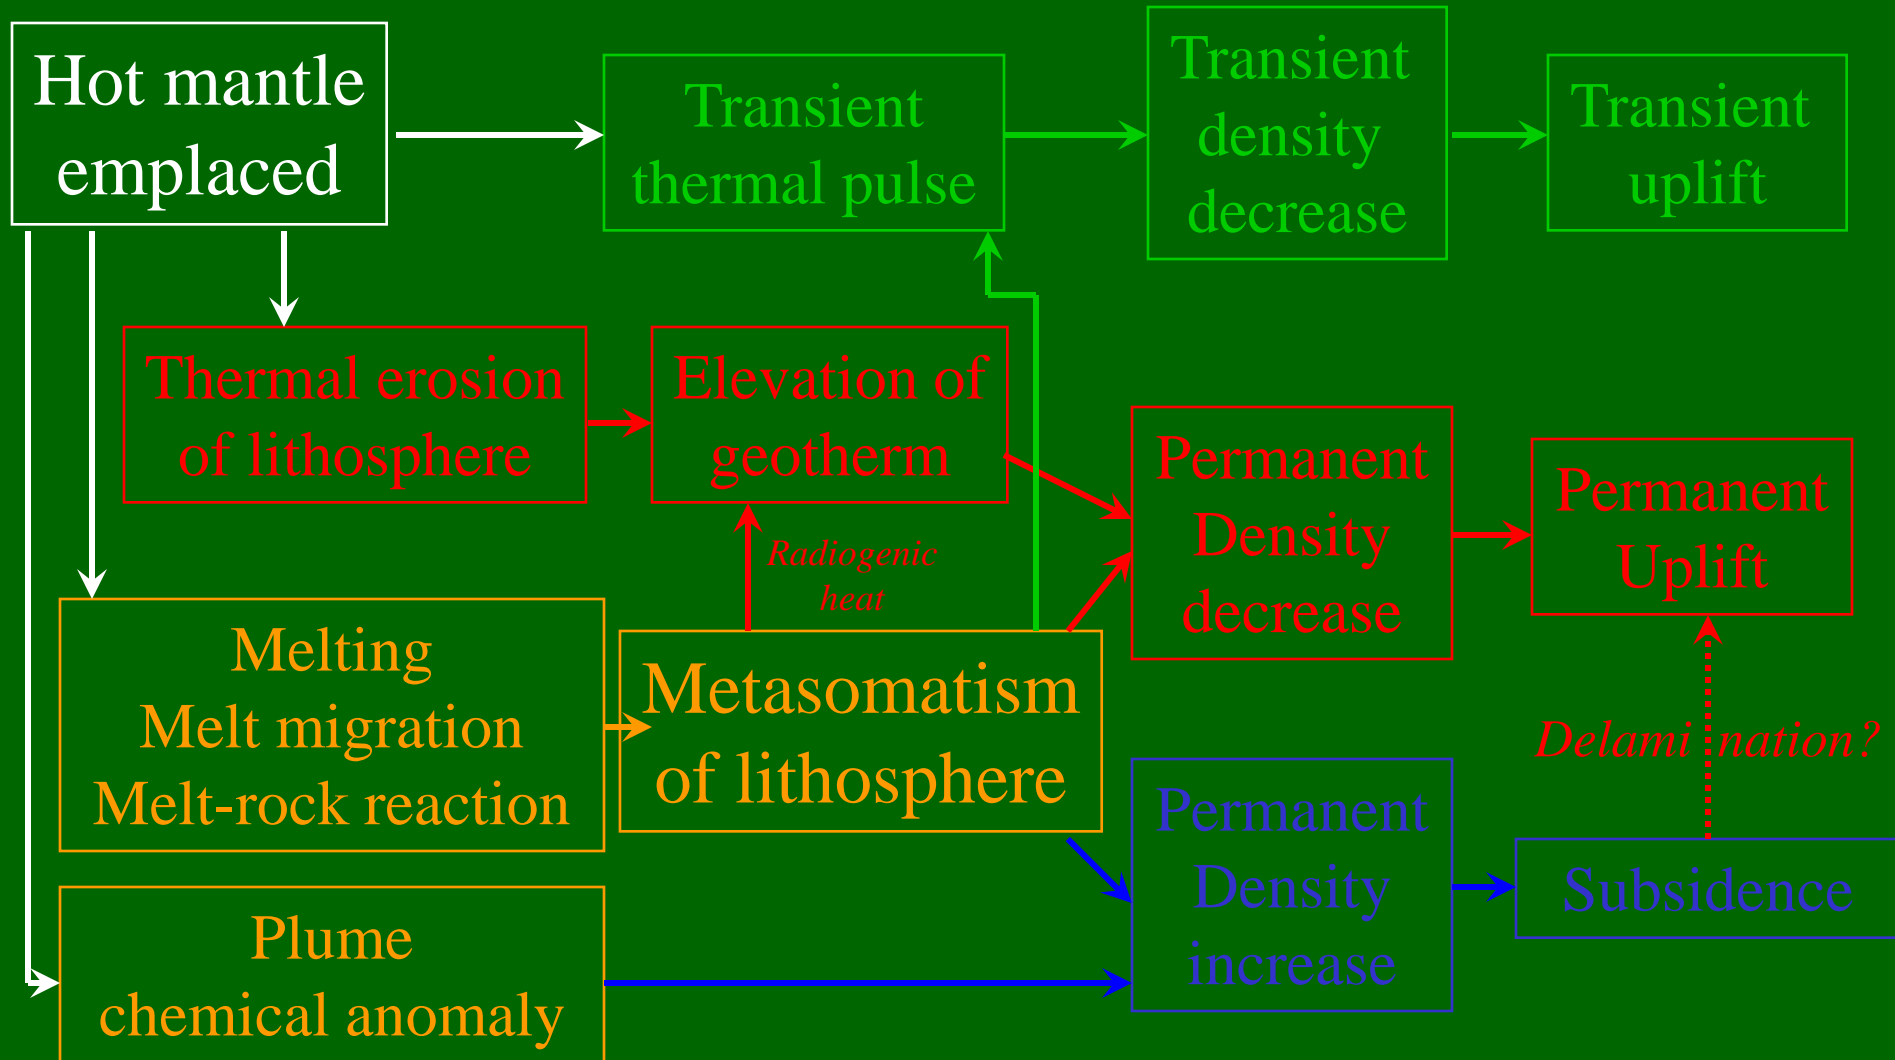 Hot mantle
emplaced
Transient
thermal pulse
Transient
density
decrease
Transient
uplift
Thermal erosion
of lithosphere
Elevation of
geotherm
Permanent
Density
decrease
Permanent
Uplift
Radiogenic
heat
Melting
Melt migration
Melt-rock reaction
Metasomatism
of lithosphere
Delami nation?
Permanent
Density
increase
Subsidence
Plume
chemical anomaly